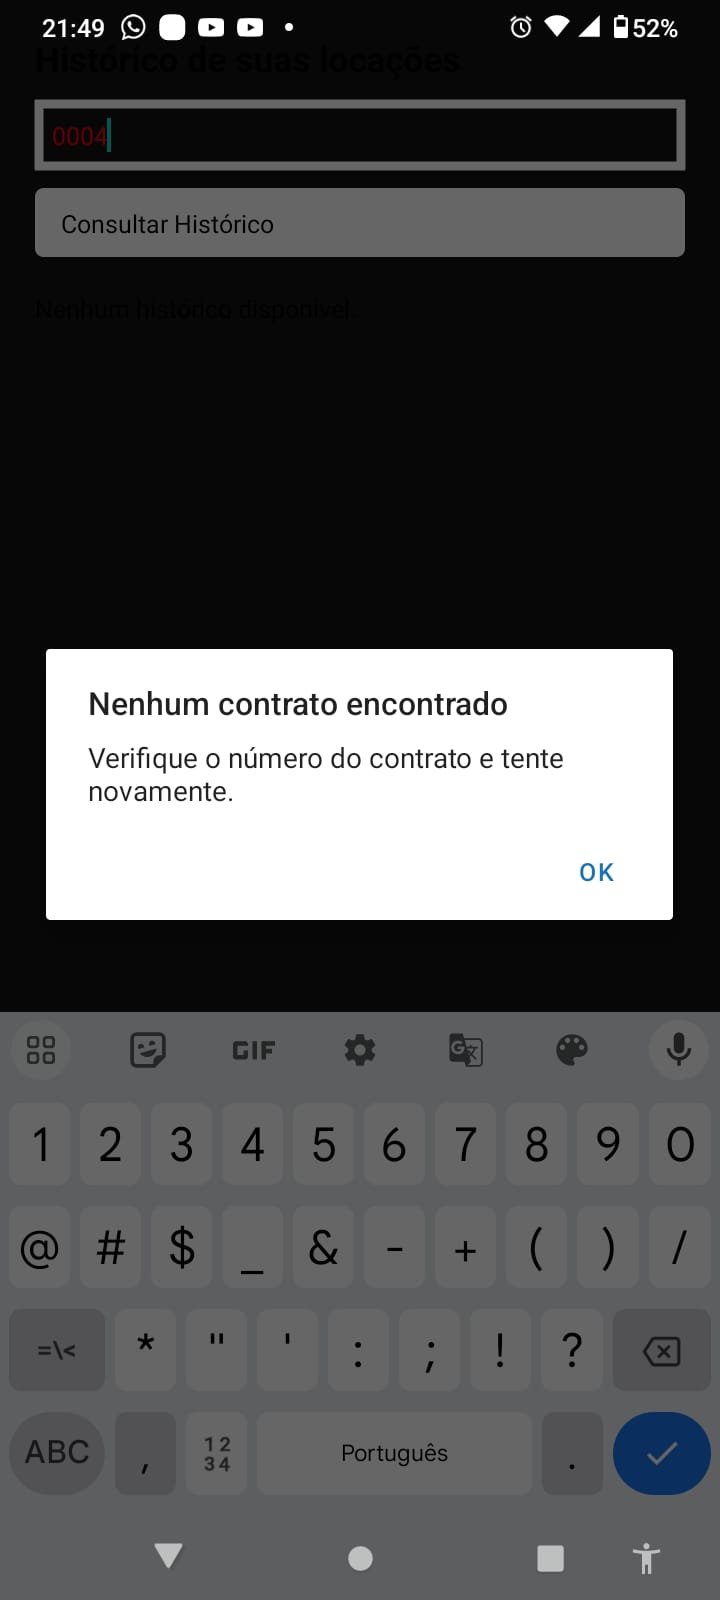 21:49
52%
Histórico de suas locações
0004
Consultar Histórico
Nenhum histórico disponível.
Nenhum contrato encontrado
Verifique o número do contrato e tente
novamente.
OK
GIF
1 2 3 4 5 6 7 8 9 0
@ # $ _ & - + ( ) /
=\< * " ' : ; ! ?
ABC , 12 34 Português .